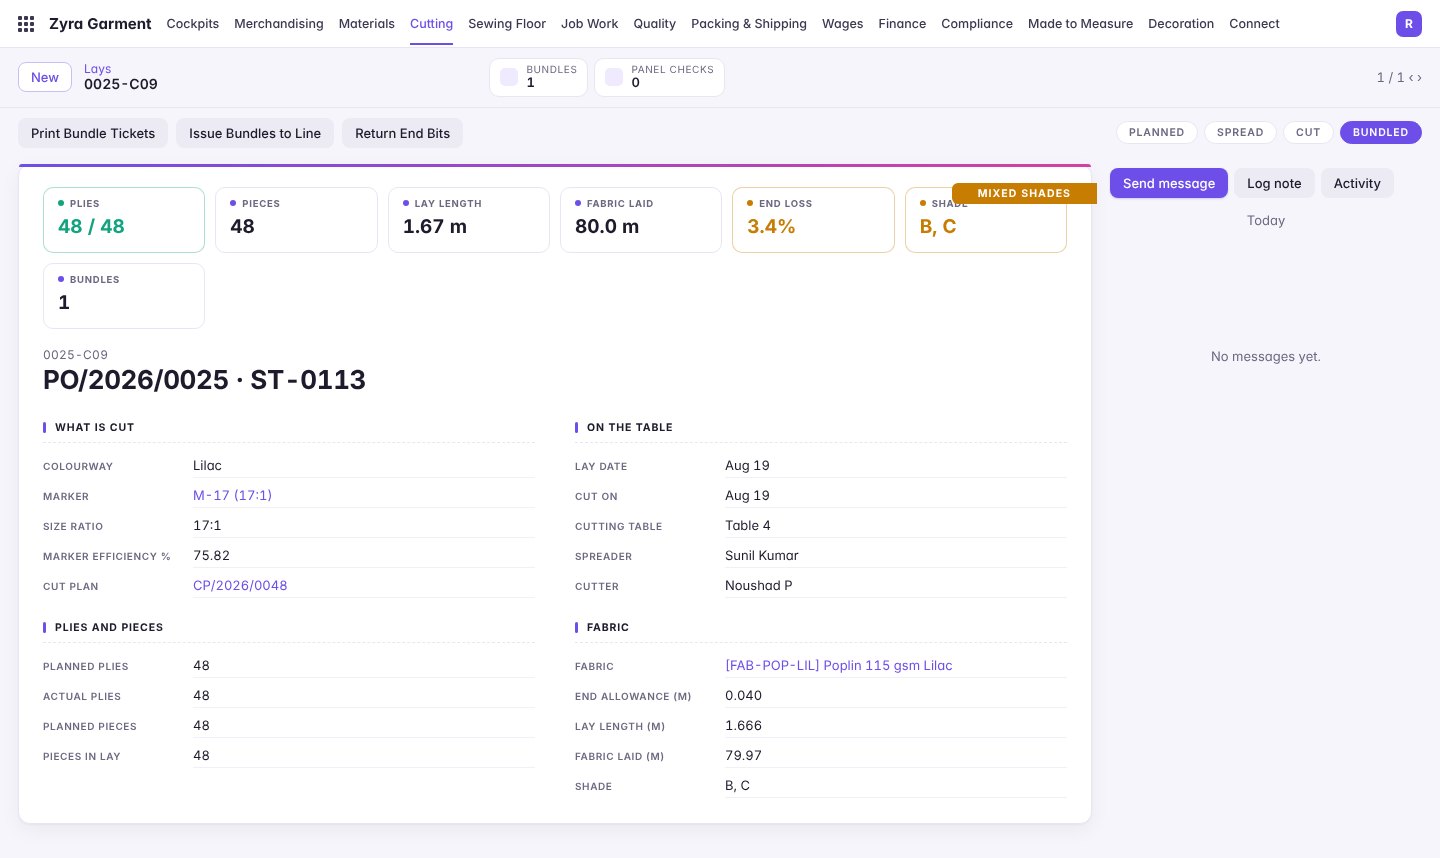 Zyra Garment Cockpits Merchandising Materials Cutting Sewing Floor Job Work Quality Packing & Shipping Wages Finance Compliance Made to Measure Decoration Connect R
New
Lays
0025-C09
BUNDLES
1
PANEL CHECKS
0
1 / 1 ‹ ›
Print Bundle Tickets Issue Bundles to Line Return End Bits
PLANNED SPREAD CUT BUNDLED
MIXED SHADES
PLIES
48 / 48
PIECES
48
LAY LENGTH
1.67 m
FABRIC LAID
80.0 m
END LOSS
3.4%
SHADE
B, C
BUNDLES
1
0025-C09
PO/2026/0025 · ST-0113
WHAT IS CUT
COLOURWAY Lilac
MARKER M-17 (17:1)
SIZE RATIO 17:1
MARKER EFFICIENCY % 75.82
CUT PLAN CP/2026/0048
ON THE TABLE
LAY DATE Aug 19
CUT ON Aug 19
CUTTING TABLE Table 4
SPREADER Sunil Kumar
CUTTER Noushad P
PLIES AND PIECES
PLANNED PLIES 48
ACTUAL PLIES 48
PLANNED PIECES 48
PIECES IN LAY 48
FABRIC
FABRIC [FAB-POP-LIL] Poplin 115 gsm Lilac
END ALLOWANCE (M) 0.040
LAY LENGTH (M) 1.666
FABRIC LAID (M) 79.97
SHADE B, C
Send message Log note Activity
Today
No messages yet.